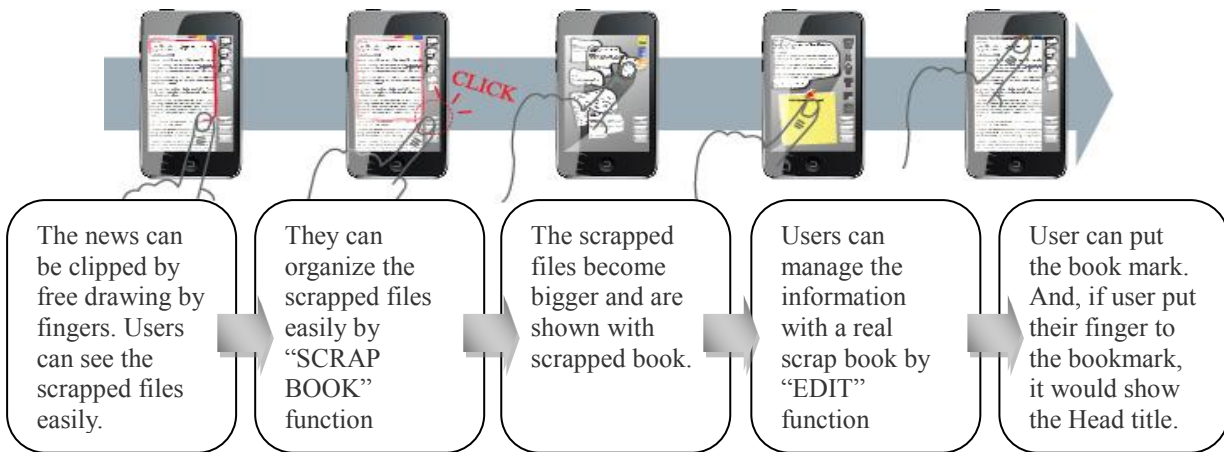 CLICK
The news can
be clipped by
free drawing by
fingers. Users
can see the
scrapped files
easily.
They can
organize the
scrapped files
easily by
“SCRAP
BOOK”
function
The scrapped
files become
bigger and are
shown with
scrapped book.
Users can
manage the
information
with a real
scrap book by
“EDIT”
function
User can put
the book mark.
And, if user put
their finger to
the bookmark,
it would show
the Head title.